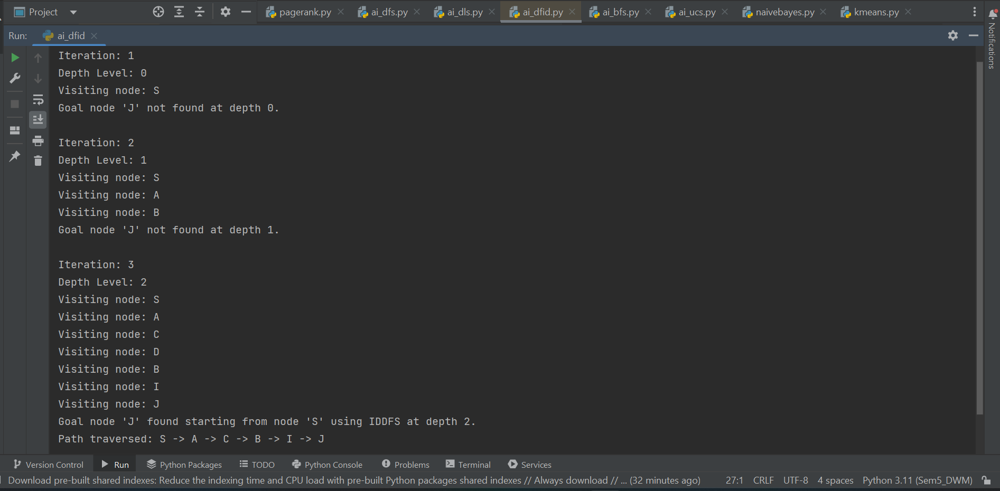 Project pagerank.py ai_dfs.py ai_dls.py ai_dfid.py ai_bfs.py ai_ucs.py naivebayes.py kmeans.py
Notifications
Run: ai_dfid
Iteration: 1
Depth Level: 0
Visiting node: S
Goal node 'J' not found at depth 0.
Iteration: 2
Depth Level: 1
Visiting node: S
Visiting node: A
Visiting node: B
Goal node 'J' not found at depth 1.
Iteration: 3
Depth Level: 2
Visiting node: S
Visiting node: A
Visiting node: C
Visiting node: D
Visiting node: B
Visiting node: I
Visiting node: J
Goal node 'J' found starting from node 'S' using IDDFS at depth 2.
Path traversed: S -> A -> C -> B -> I -> J
Version Control Run Python Packages TODO Python Console Problems Terminal Services
Download pre-built shared indexes: Reduce the indexing time and CPU load with pre-built Python packages shared indexes // Always download // ... (32 minutes ago) 27:1 CRLF UTF-8 4 spaces Python 3.11 (Sem5_DWM)